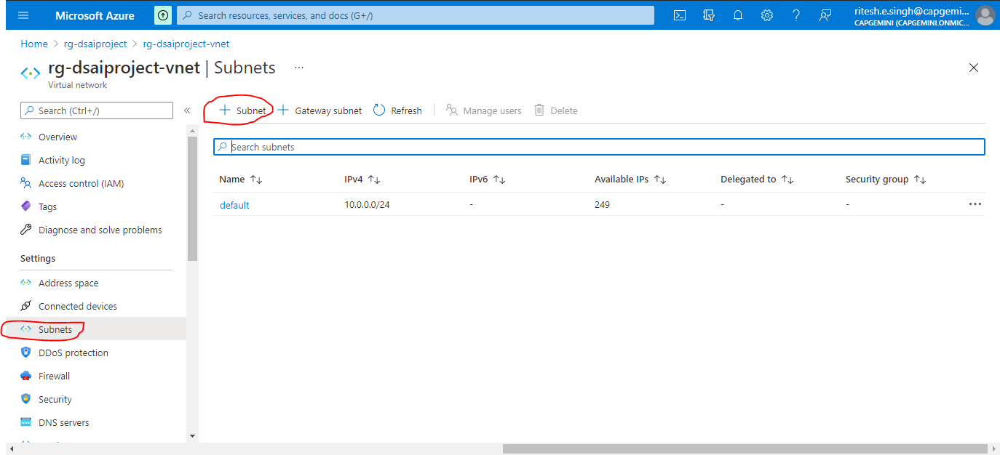 Microsoft Azure
Search resources, services, and docs (G+/)
ritesh.e.singh@capgemi...
CAPGEMINI (CAPGEMINI.ONMIC...
Home > rg-dsaiproject > rg-dsaiproject-vnet
rg-dsaiproject-vnet | Subnets ...
Virtual network
Search (Ctrl+/)
«
+ Subnet + Gateway subnet Refresh Manage users Delete
Overview
Activity log
Access control (IAM)
Tags
Diagnose and solve problems
Settings
Address space
Connected devices
Subnets
DDoS protection
Firewall
Security
DNS servers
Search subnets
Name ↑↓ IPv4 ↑↓ IPv6 ↑↓ Available IPs ↑↓ Delegated to ↑↓ Security group ↑↓
default 10.0.0.0/24 - 249 - - ...